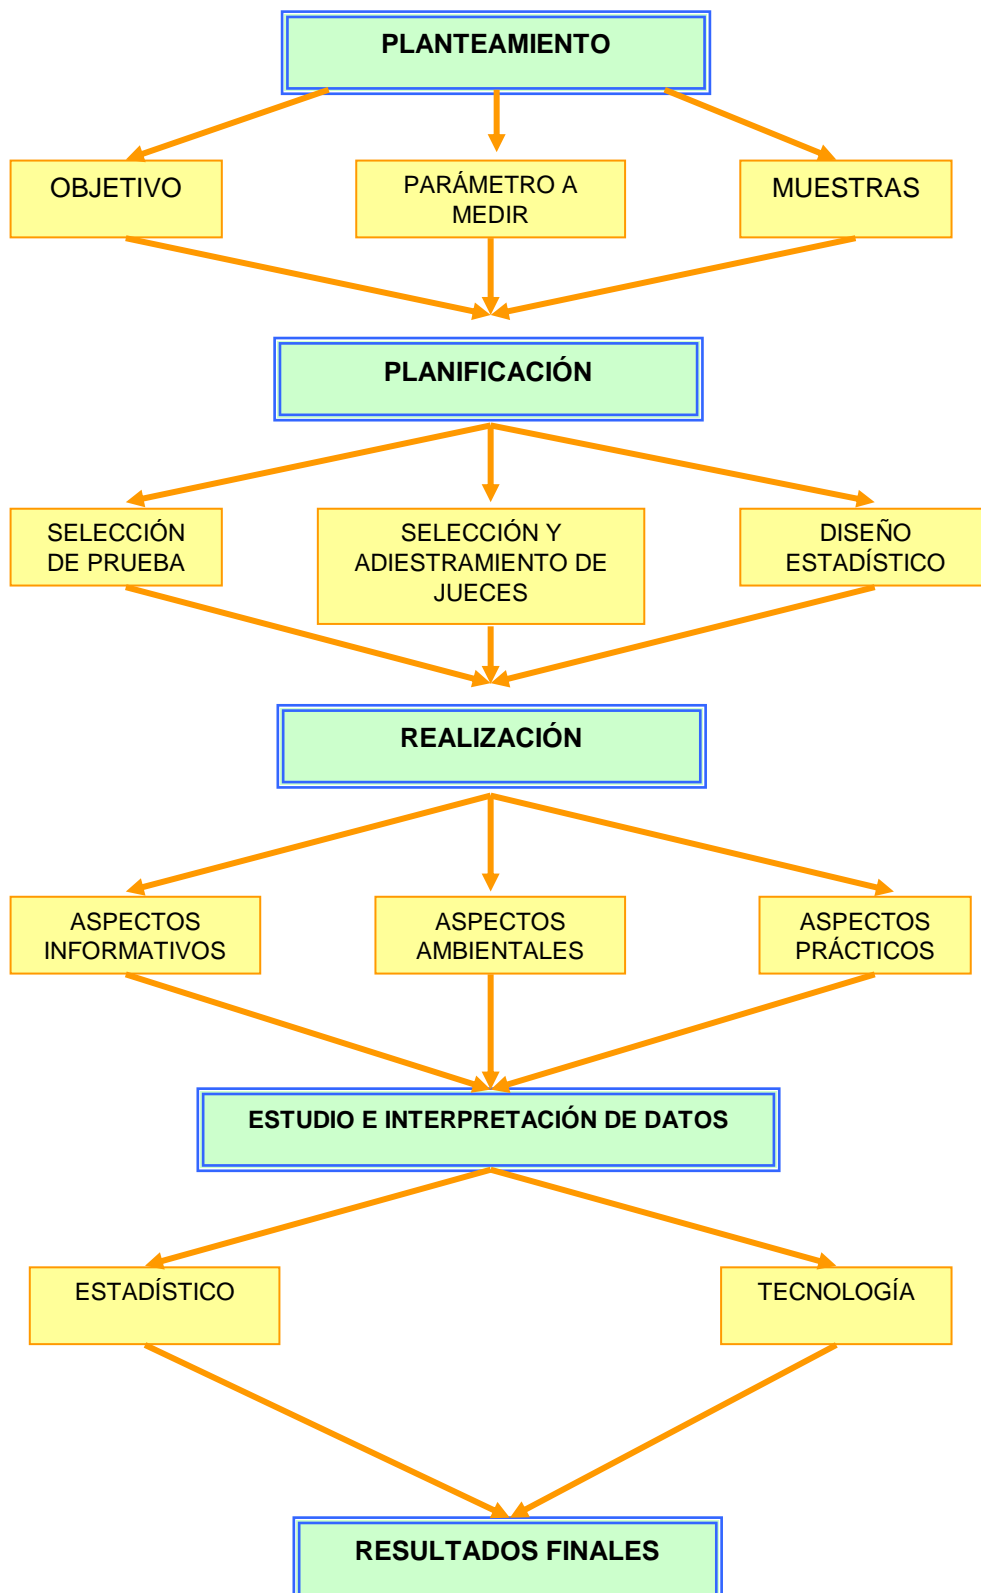 PLANTEAMIENTO
OBJETIVO
PARÁMETRO A
MEDIR
MUESTRAS
PLANIFICACIÓN
SELECCIÓN
DE PRUEBA
SELECCIÓN Y
ADIESTRAMIENTO DE
JUECES
DISEÑO
ESTADÍSTICO
REALIZACIÓN
ASPECTOS
INFORMATIVOS
ASPECTOS
AMBIENTALES
ASPECTOS
PRÁCTICOS
ESTUDIO E INTERPRETACIÓN DE DATOS
ESTADÍSTICO
TECNOLOGÍA
RESULTADOS FINALES